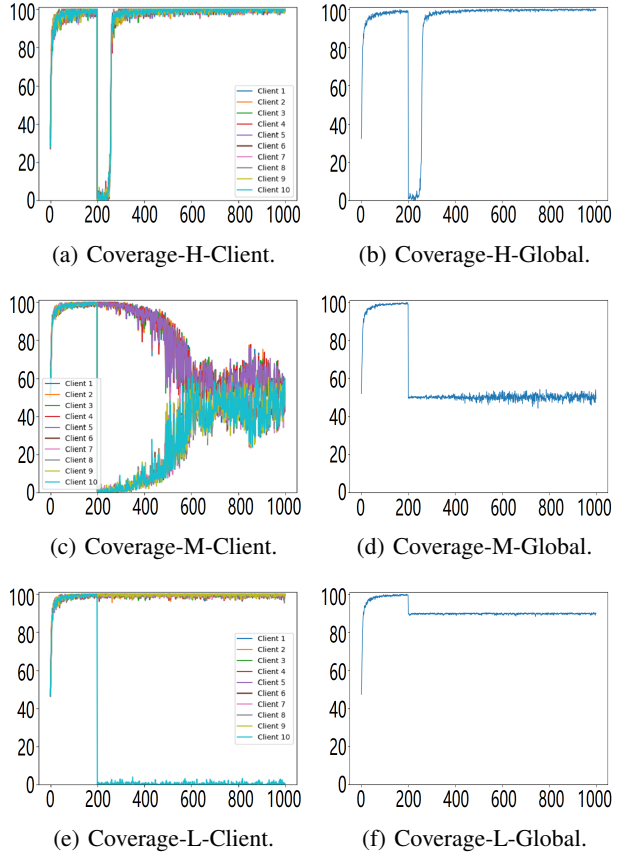 100
80
60
40
20
0
Client 1
Client 2
Client 3
Client 4
Client 5
Client 6
Client 7
Client 8
Client 9
Client 10
0 200 400 600 800 1000
(a) Coverage-H-Client.
100
80
60
40
20
0
0 200 400 600 800 1000
(b) Coverage-H-Global.
100
80
60
40
20
0
Client 1
Client 2
Client 3
Client 4
Client 5
Client 6
Client 7
Client 8
Client 9
Client 10
0 200 400 600 800 1000
(c) Coverage-M-Client.
100
80
60
40
20
0
0 200 400 600 800 1000
(d) Coverage-M-Global.
100
80
60
40
20
0
Client 1
Client 2
Client 3
Client 4
Client 5
Client 6
Client 7
Client 8
Client 9
Client 10
0 200 400 600 800 1000
(e) Coverage-L-Client.
100
80
60
40
20
0
0 200 400 600 800 1000
(f) Coverage-L-Global.